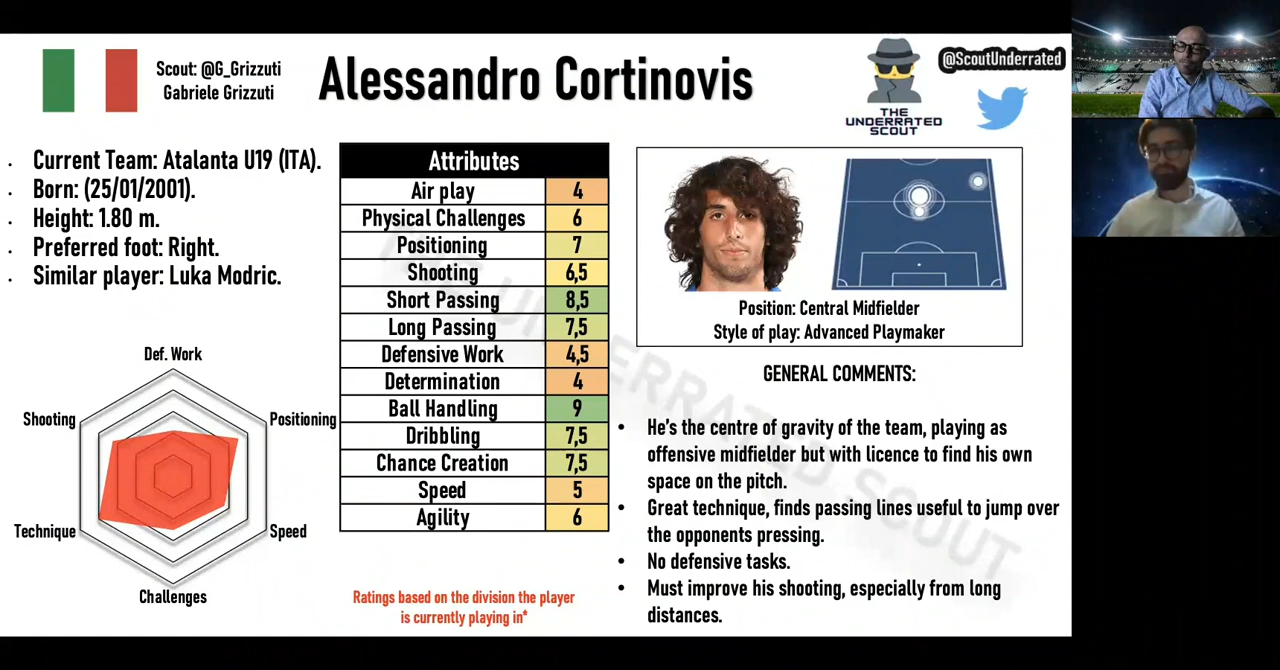 Scout: @G_Grizzuti
Gabriele Grizzuti
Alessandro Cortinovis
THE
UNDERRATED
SCOUT
@ScoutUnderrated
· Current Team: Atalanta U19 (ITA).
· Born: (25/01/2001).
· Height: 1.80 m.
· Preferred foot: Right.
· Similar player: Luka Modric.
Def. Work
Shooting
Positioning
Technique
Speed
Challenges
Attributes
Air play 4
Physical Challenges 6
Positioning 7
Shooting 6,5
Short Passing 8,5
Long Passing 7,5
Defensive Work 4,5
Determination 4
Ball Handling 9
Dribbling 7,5
Chance Creation 7,5
Speed 5
Agility 6
Ratings based on the division the player
is currently playing in*
Position: Central Midfielder
Style of play: Advanced Playmaker
GENERAL COMMENTS:
• He's the centre of gravity of the team, playing as
offensive midfielder but with licence to find his own
space on the pitch.
• Great technique, finds passing lines useful to jump over
the opponents pressing.
• No defensive tasks.
• Must improve his shooting, especially from long
distances.
THE UNDERRATED SCOUT